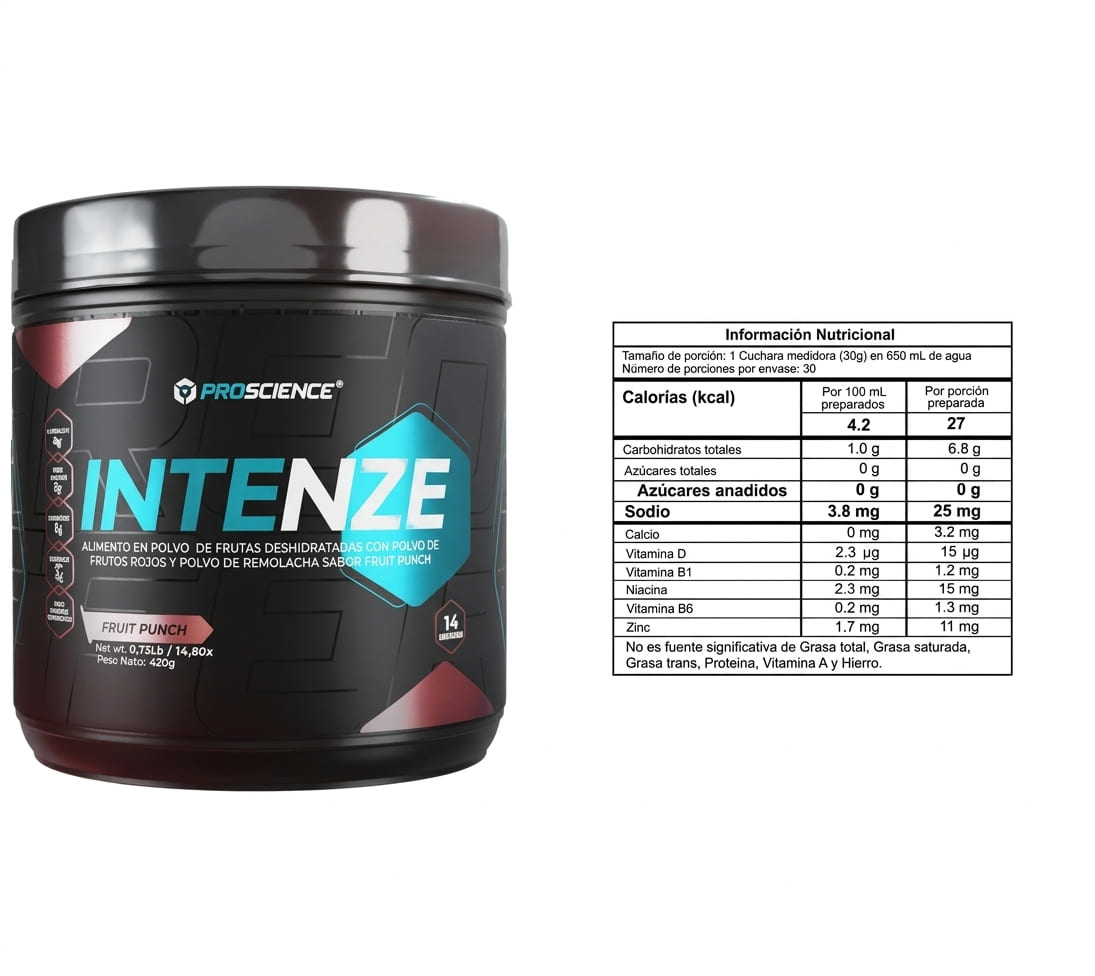 PROSCIENCE®
INTENZE
ALIMENTO EN POLVO DE FRUTAS DESHIDRATADAS CON POLVO DE
FRUTOS ROJOS Y POLVO DE REMOLACHA SABOR FRUIT PUNCH
FRUIT PUNCH
Net wt. 0,73Lb / 14,80x
Peso Nato: 420g
14
Información Nutricional
Tamaño de porción: 1 Cuchara medidora (30g) en 650 mL de agua
Número de porciones por envase: 30
Calorías (kcal)
Por 100 mL preparados
Por porción preparada
4.2 27
Carbohidratos totales 1.0 g 6.8 g
Azúcares totales 0 g 0 g
Azúcares anadidos 0 g 0 g
Sodio 3.8 mg 25 mg
Calcio 0 mg 3.2 mg
Vitamina D 2.3 µg 15 µg
Vitamina B1 0.2 mg 1.2 mg
Niacina 2.3 mg 15 mg
Vitamina B6 0.2 mg 1.3 mg
Zinc 1.7 mg 11 mg
No es fuente significativa de Grasa total, Grasa saturada,
Grasa trans, Proteina, Vitamina A y Hierro.